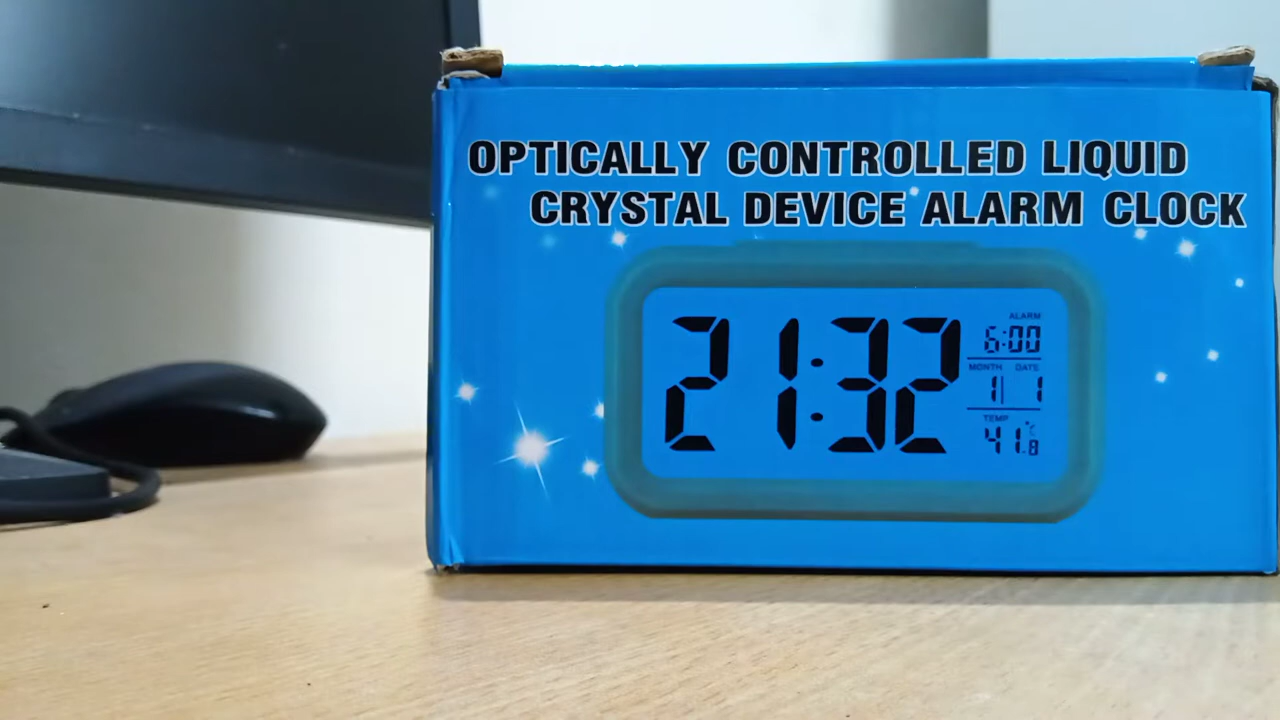 OPTICALLY CONTROLLED LIQUID
CRYSTAL DEVICE ALARM CLOCK
21:32
ALARM
6:00
MONTH DATE
1 1
TEMP
41.8 °C